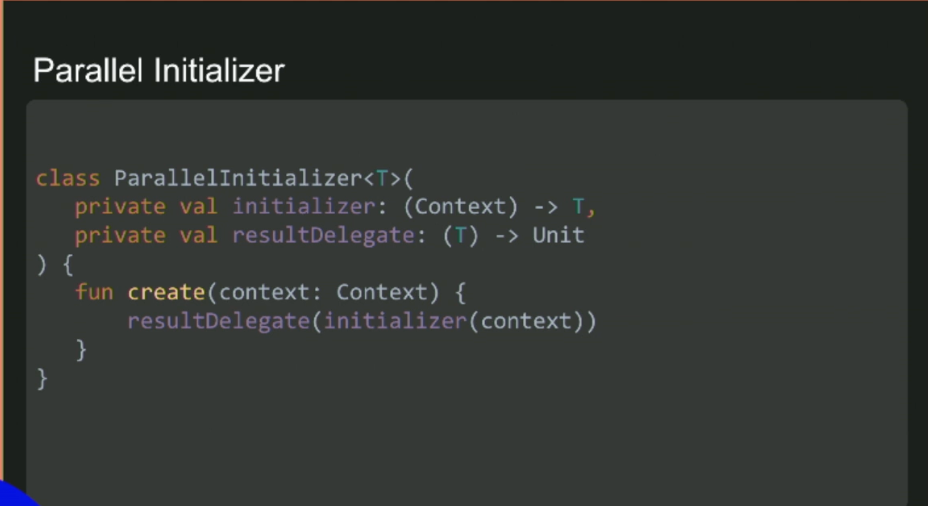 Parallel Initializer
class ParallelInitializer<T>(
private val initializer: (Context) -> T,
private val resultDelegate: (T) -> Unit
) {
fun create(context: Context) {
resultDelegate(initializer(context))
}
}